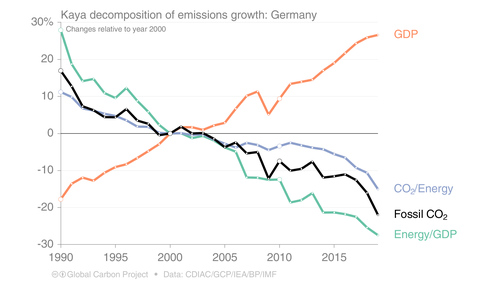 Kaya decomposition of emissions growth: Germany
Changes relative to year 2000
30%
20
10
0
-10
-20
-30
GDP
CO₂/Energy
Fossil CO₂
Energy/GDP
1990 1995 2000 2005 2010 2015
Global Carbon Project • Data: CDIAC/GCP/IEA/BP/IMF